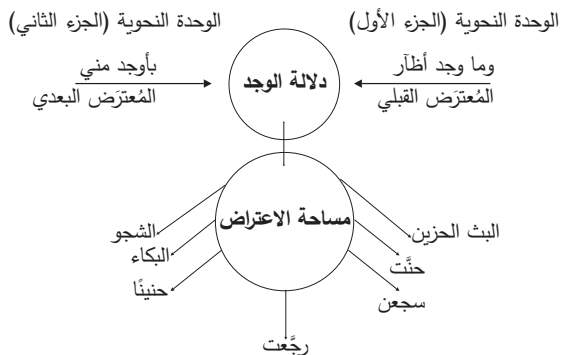 الوحدة النحوية (الجزء الأول)
الوحدة النحوية (الجزء الثاني)
وما وجد أظآر
المُعترَض القبلي
دلالة الوجد
بأوجد مني
المُعترَض البعدي
مساحة الاعتراض
البث الحزين
حنَّت
سجعن
الشجو
البكاء
حنينًا
رجَّعت